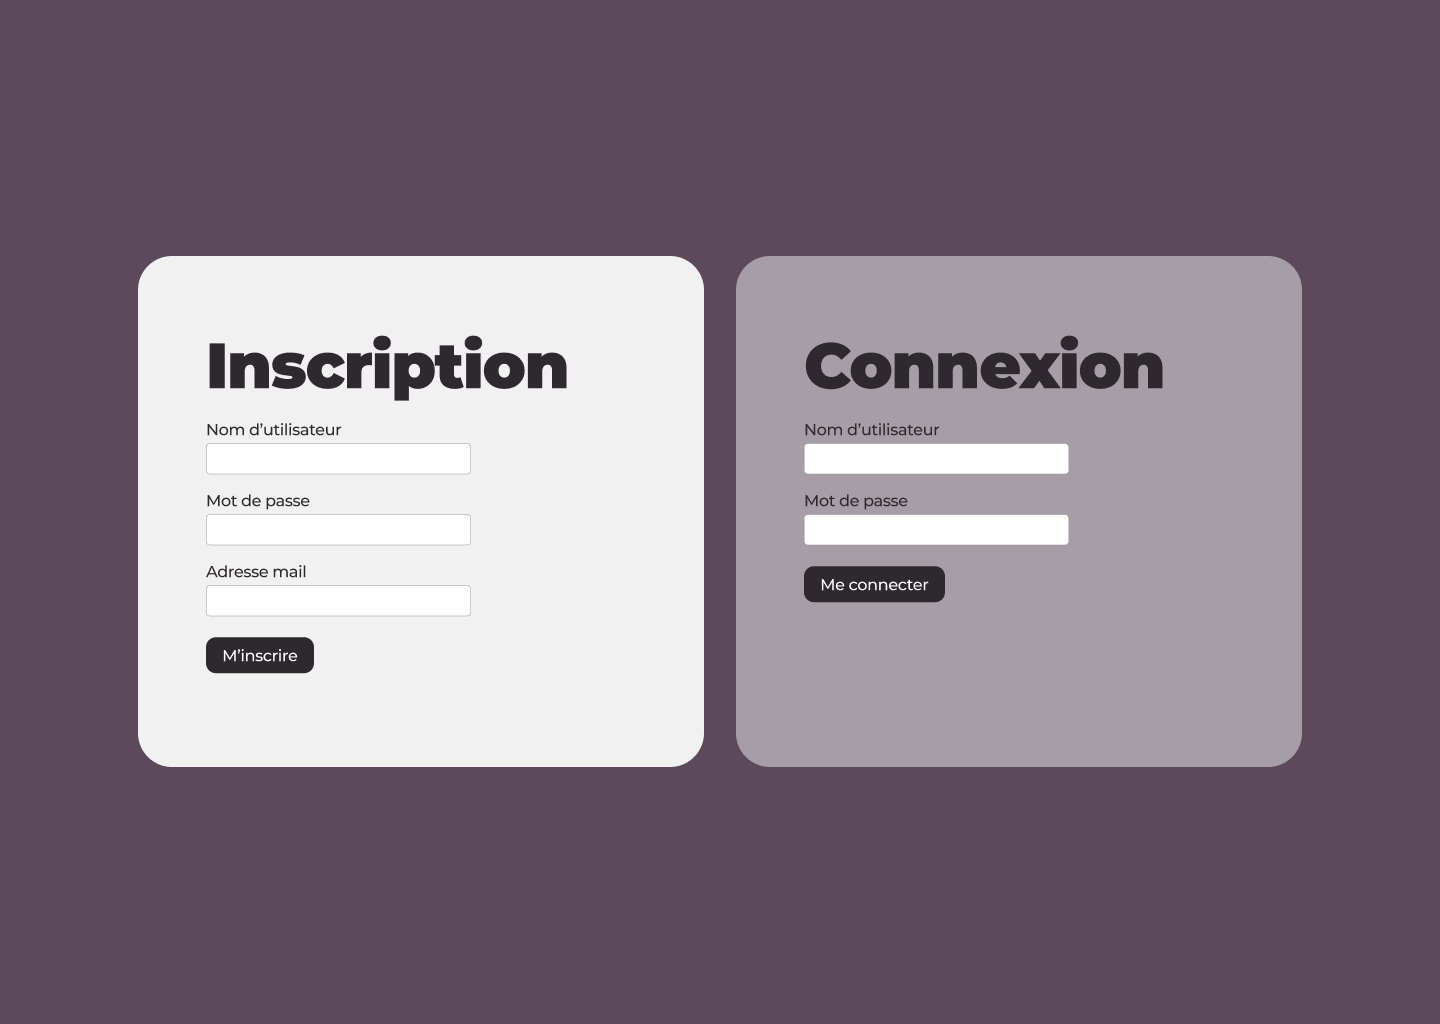 Inscription
Nom d’utilisateur
Mot de passe
Adresse mail
M’inscrire
Connexion
Nom d’utilisateur
Mot de passe
Me connecter